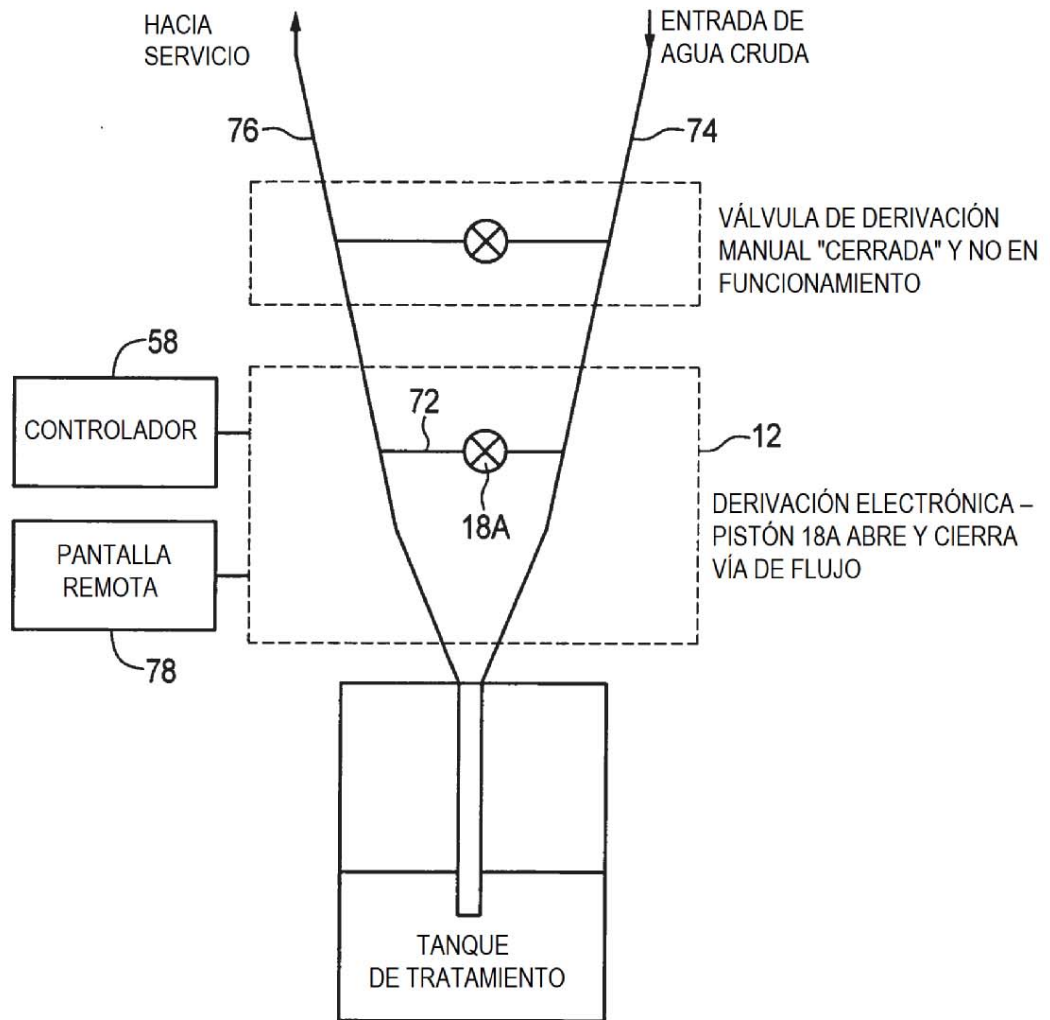 HACIA
SERVICIO
ENTRADA DE
AGUA CRUDA
76
74
VÁLVULA DE DERIVACIÓN
MANUAL "CERRADA" Y NO EN
FUNCIONAMIENTO
58
CONTROLADOR
72
12
18A
DERIVACIÓN ELECTRÓNICA –
PISTÓN 18A ABRE Y CIERRA
VÍA DE FLUJO
PANTALLA
REMOTA
78
TANQUE
DE TRATAMIENTO